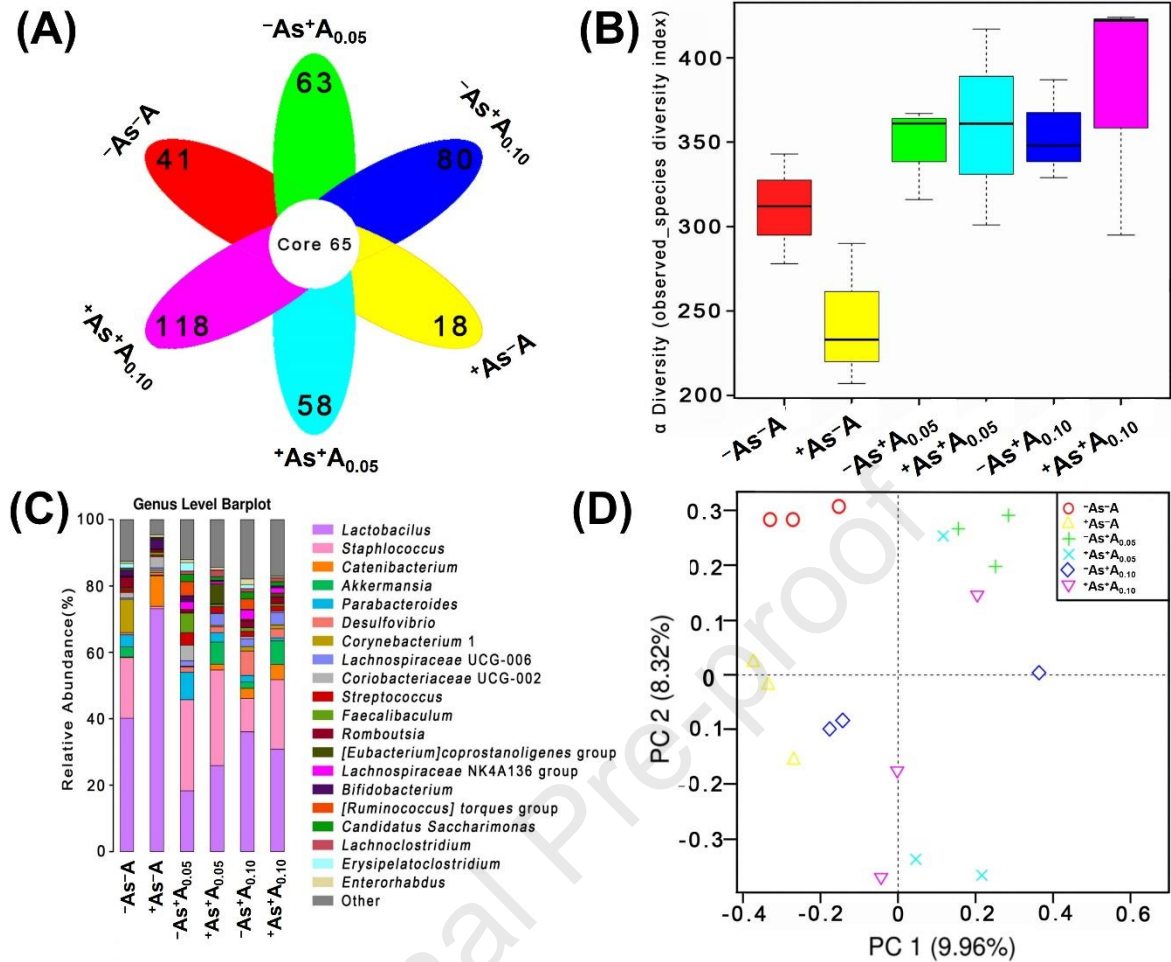 (A)
⁻As⁺A0.05
63
⁻As⁺A0.10
80
⁻As⁻A
41
Core 65
118
18
⁺As⁺A0.10
⁺As⁻A
58
⁺As⁺A0.05
(B)
α Diversity (observed_species diversity index)
400
350
300
250
200
⁻As⁻A
⁺As⁻A
⁻As⁺A0.05
⁺As⁺A0.05
⁻As⁺A0.10
⁺As⁺A0.10
(C)
Genus Level Barplot
Relative Abundance(%)
100
80
60
40
20
0
⁻As⁻A
⁺As⁻A
⁻As⁺A0.05
⁺As⁺A0.05
⁻As⁺A0.10
⁺As⁺A0.10
Lactobacilus
Staphlococcus
Catenibacterium
Akkermansia
Parabacteroides
Desulfovibrio
Corynebacterium 1
Lachnospiraceae UCG-006
Coriobacteriaceae UCG-002
Streptococcus
Faecalibaculum
Romboutsia
[Eubacterium]coprostanoligenes group
Lachnospiraceae NK4A136 group
Bifidobacterium
[Ruminococcus] torques group
Candidatus Saccharimonas
Lachnoclostridium
Erysipelatoclostridium
Enterorhabdus
Other
(D)
PC 2 (8.32%)
0.3
0.2
0.1
0
0.1
-0.2
-0.3
-0.4
-0.2
0
0.2
0.4
0.6
PC 1 (9.96%)
⁻As⁻A
⁺As⁻A
⁻As⁺A0.05
⁺As⁺A0.05
⁻As⁺A0.10
⁺As⁺A0.10
nal Pre-proof